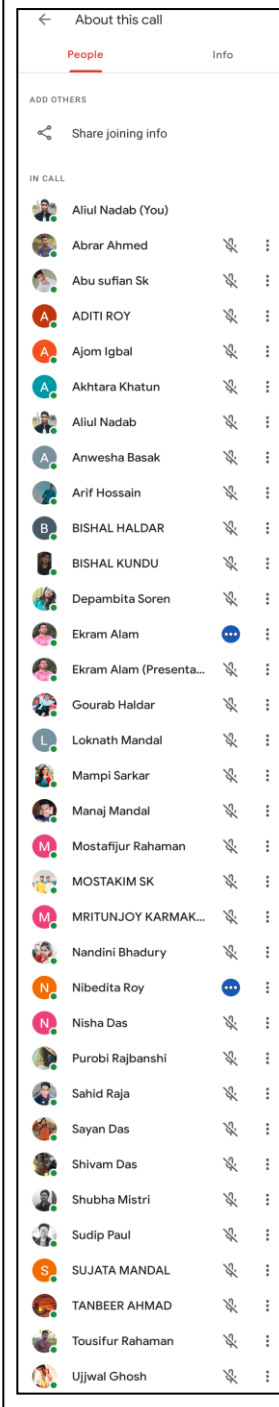 About this call
People Info
ADD OTHERS
Share joining info
IN CALL
Aliul Nadab (You)
Abrar Ahmed
Abu sufian Sk
A ADITI ROY
A Ajom Iqbal
A Akhtara Khatun
Aliul Nadab
A Anwesha Basak
Arif Hossain
B BISHAL HALDAR
BISHAL KUNDU
Depambita Soren
Ekram Alam
Ekram Alam (Presenta...
Gourab Haldar
L Loknath Mandal
Mampi Sarkar
Manaj Mandal
M Mostafijur Rahaman
MOSTAKIM SK
M MRITUNJOY KARMAK...
Nandini Bhadury
N Nibedita Roy
N Nisha Das
Purobi Rajbanshi
Sahid Raja
Sayan Das
Shivam Das
Shubha Mistri
Sudip Paul
S SUJATA MANDAL
TANBEER AHMAD
Tousifur Rahaman
Ujjwal Ghosh